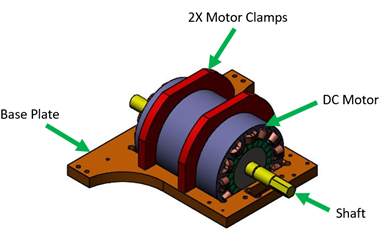 2X Motor Clamps
DC Motor
Base Plate
Shaft